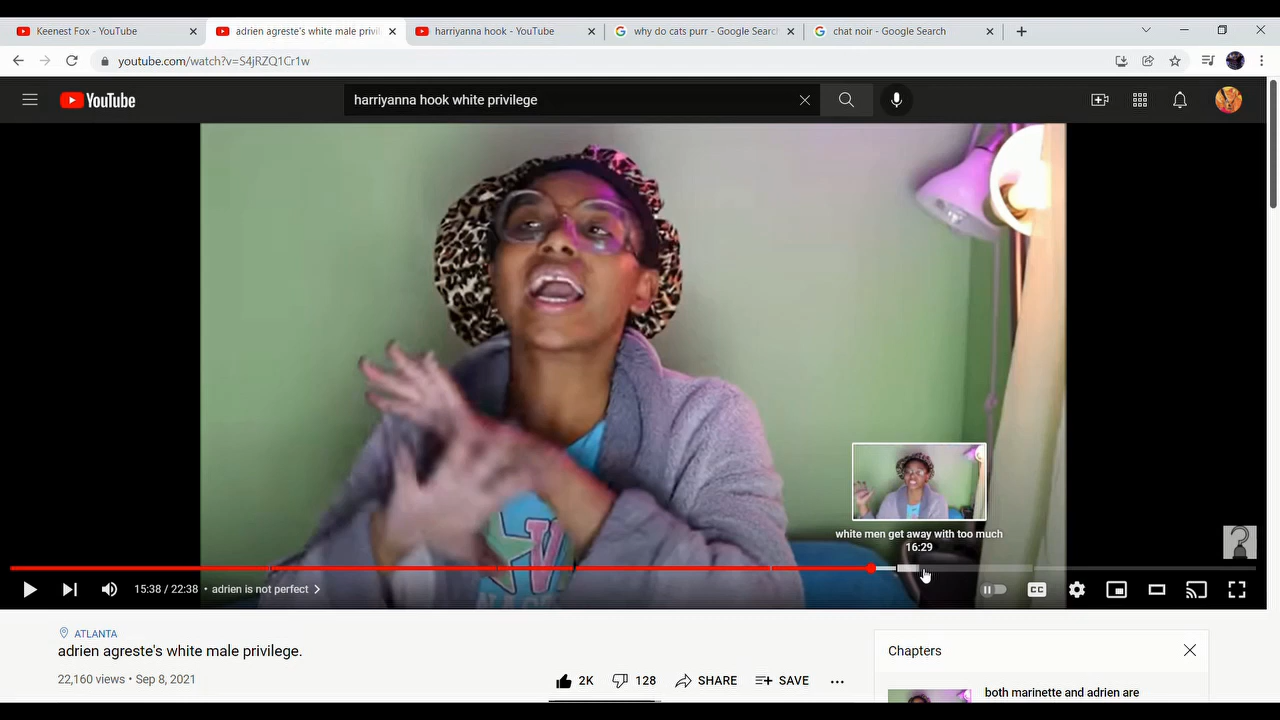 Keenest Fox - YouTube
adrien agreste's white male privil
harriyanna hook - YouTube
why do cats purr - Google Searc
chat noir - Google Search
youtube.com/watch?v=S4jRZQ1Cr1w
YouTube
harriyanna hook white privilege
white men get away with too much
16:29
15:38 / 22:38 • adrien is not perfect
CC
ATLANTA
adrien agreste's white male privilege.
22,160 views • Sep 8, 2021
2K
128
SHARE
SAVE
Chapters
both marinette and adrien are